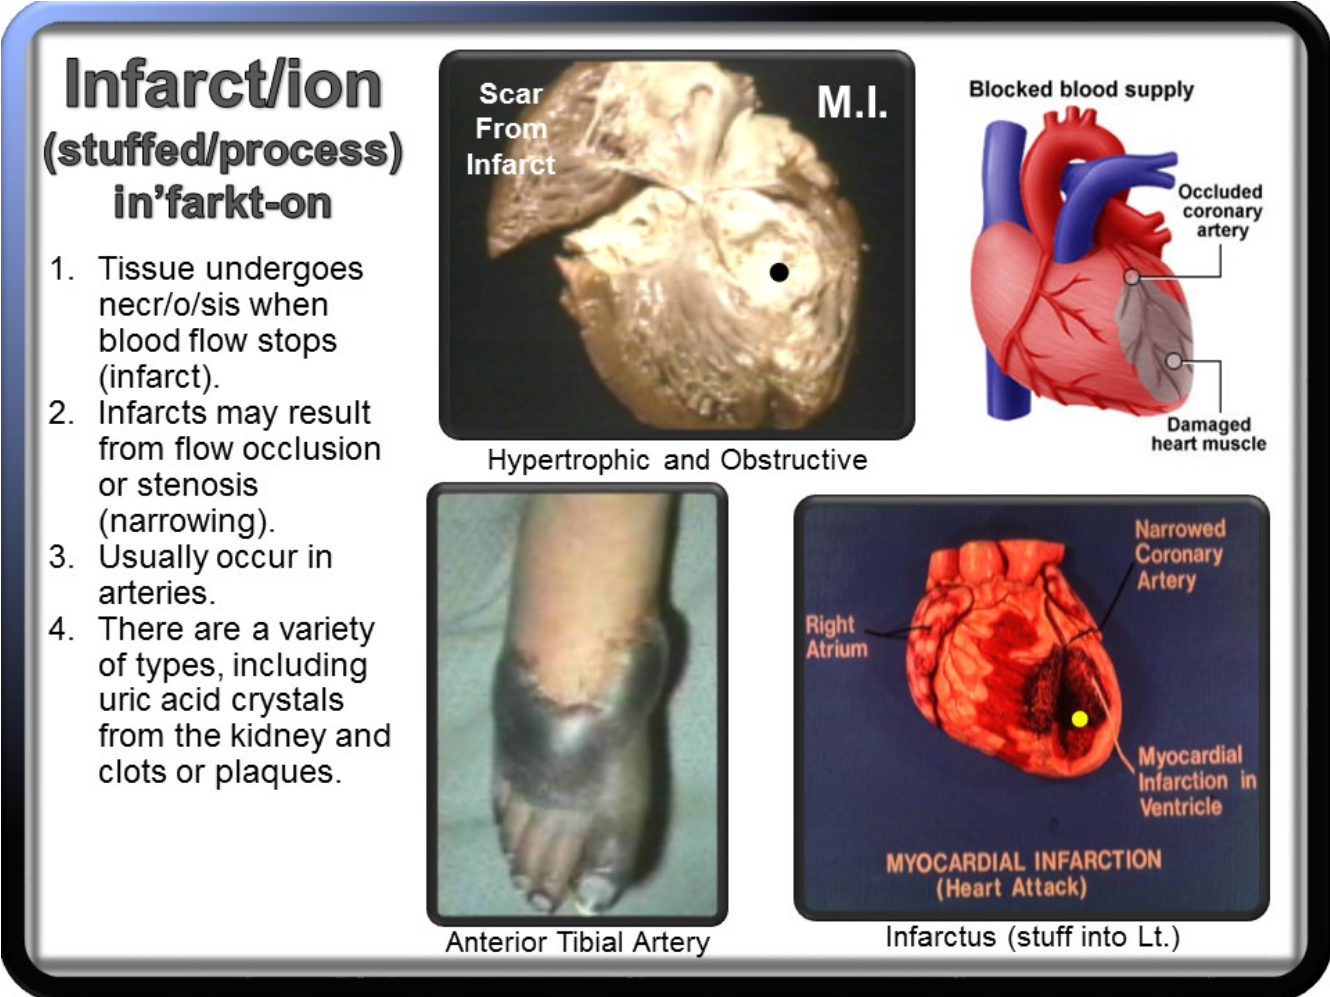 Infarct/ion
(stuffed/process)
in’farkt-on
1. Tissue undergoes
necr/o/sis when
blood flow stops
(infarct).
2. Infarcts may result
from flow occlusion
or stenosis
(narrowing).
3. Usually occur in
arteries.
4. There are a variety
of types, including
uric acid crystals
from the kidney and
clots or plaques.
Scar
From
Infarct
M.I.
Hypertrophic and Obstructive
Blocked blood supply
Occluded
coronary
artery
Damaged
heart muscle
Anterior Tibial Artery
Narrowed
Coronary
Artery
Right
Atrium
Myocardial
Infarction in
Ventricle
MYOCARDIAL INFARCTION
(Heart Attack)
Infarctus (stuff into Lt.)